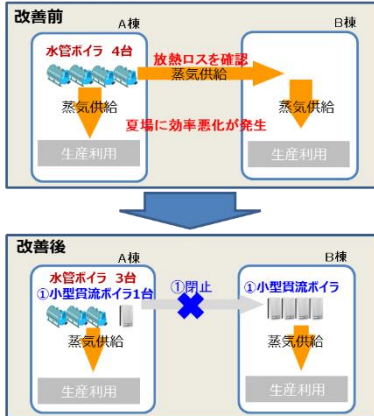 改善前
A棟
B棟
水管ボイラ 4台
放熱ロスを確認
蒸気供給
蒸気供給
蒸気供給
夏場に効率悪化が発生
生産利用
生産利用
改善後
A棟
B棟
水管ボイラ 3台
①小型貫流ボイラ1台
①閉止
①小型貫流ボイラ
蒸気供給
蒸気供給
生産利用
生産利用